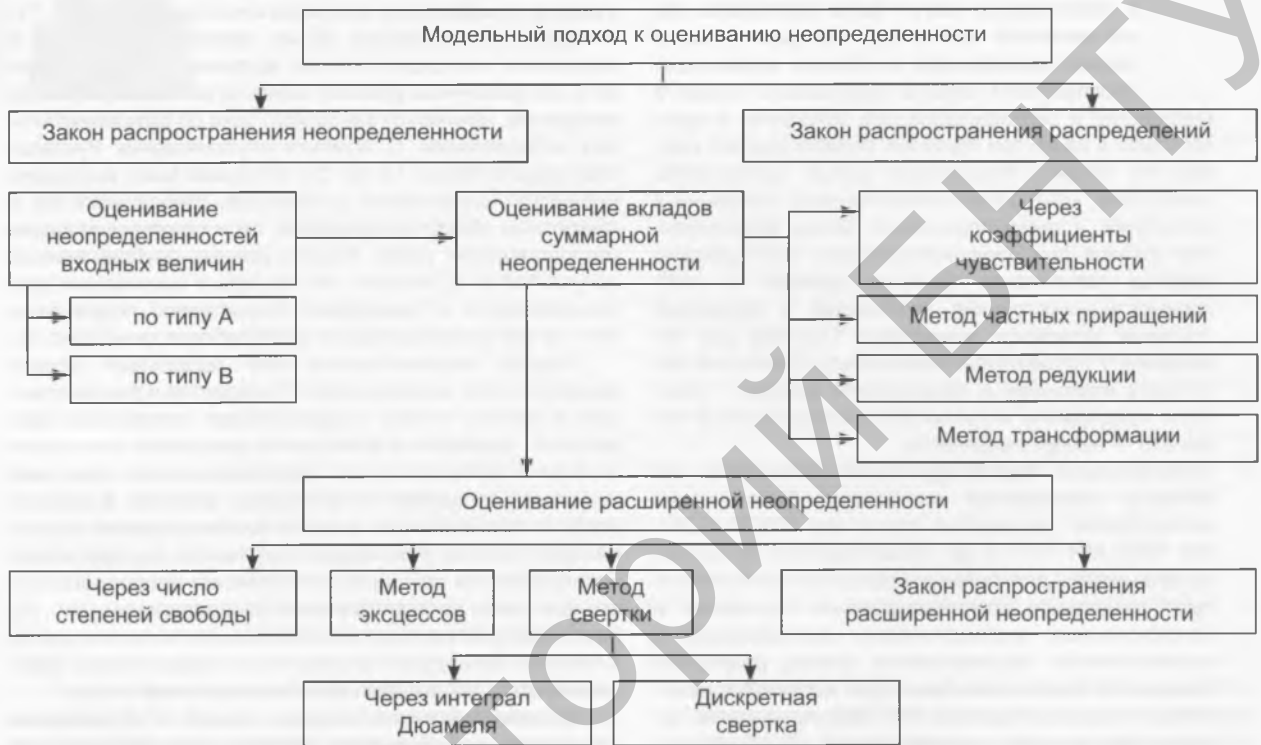 Модельный подход к оцениванию неопределенности
Закон распространения неопределенности
Закон распространения распределений
Оценивание
неопределенностей
входных величин
Оценивание вкладов
суммарной
неопределенности
Через
коэффициенты
чувствительности
по типу А
Метод частных приращений
по типу В
Метод редукции
Метод трансформации
Оценивание расширенной неопределенности
Через число
степеней свободы
Метод
эксцессов
Метод
свертки
Закон распространения
расширенной неопределенности
Через интеграл
Дюамеля
Дискретная
свертка
торий БНТУ